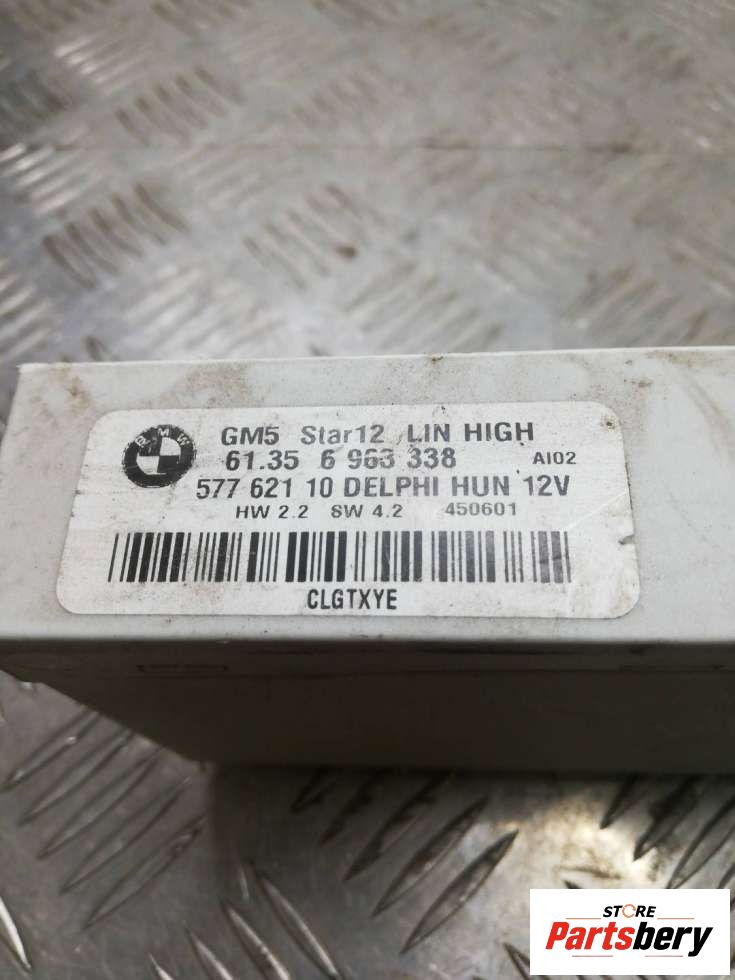 BMW
GM5 Star12 LIN HIGH
61.35 6 963 338 AI02
577 621 10 DELPHI HUN 12V
HW 2.2 SW 4.2 450601
CLGTXYE
STORE
Partsbery